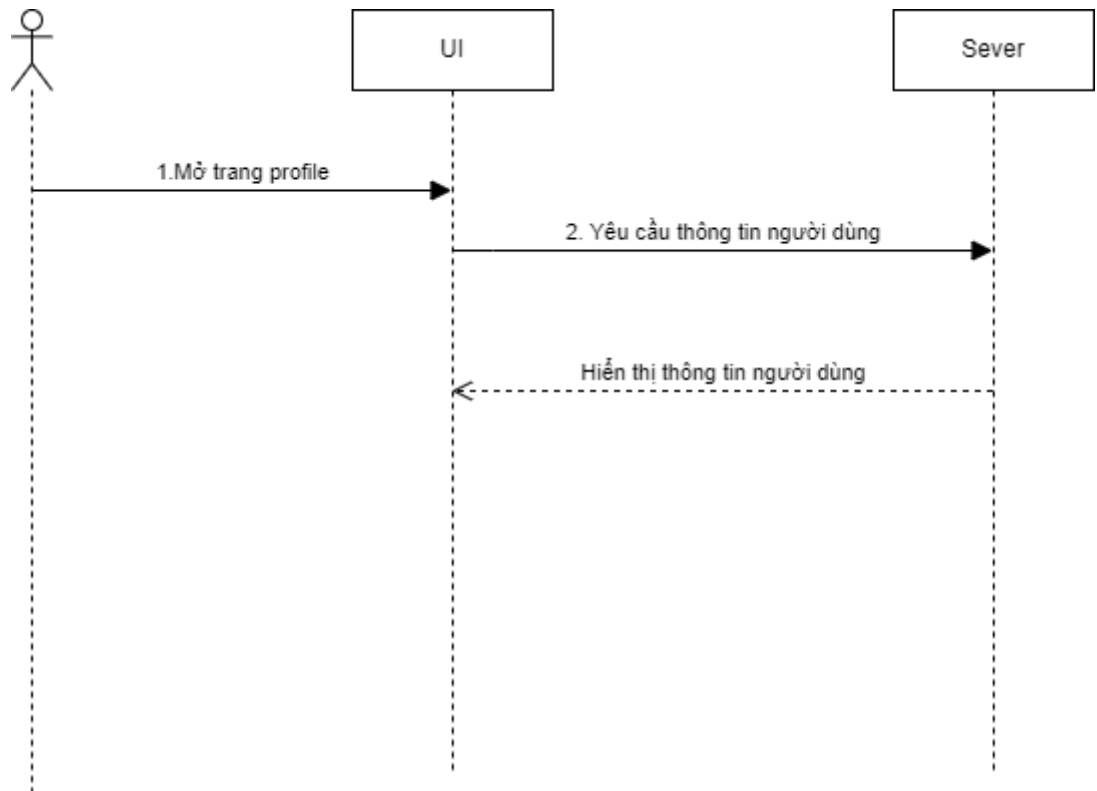 UI
Sever
1.Mở trang profile
2. Yêu cầu thông tin người dùng
Hiển thị thông tin người dùng